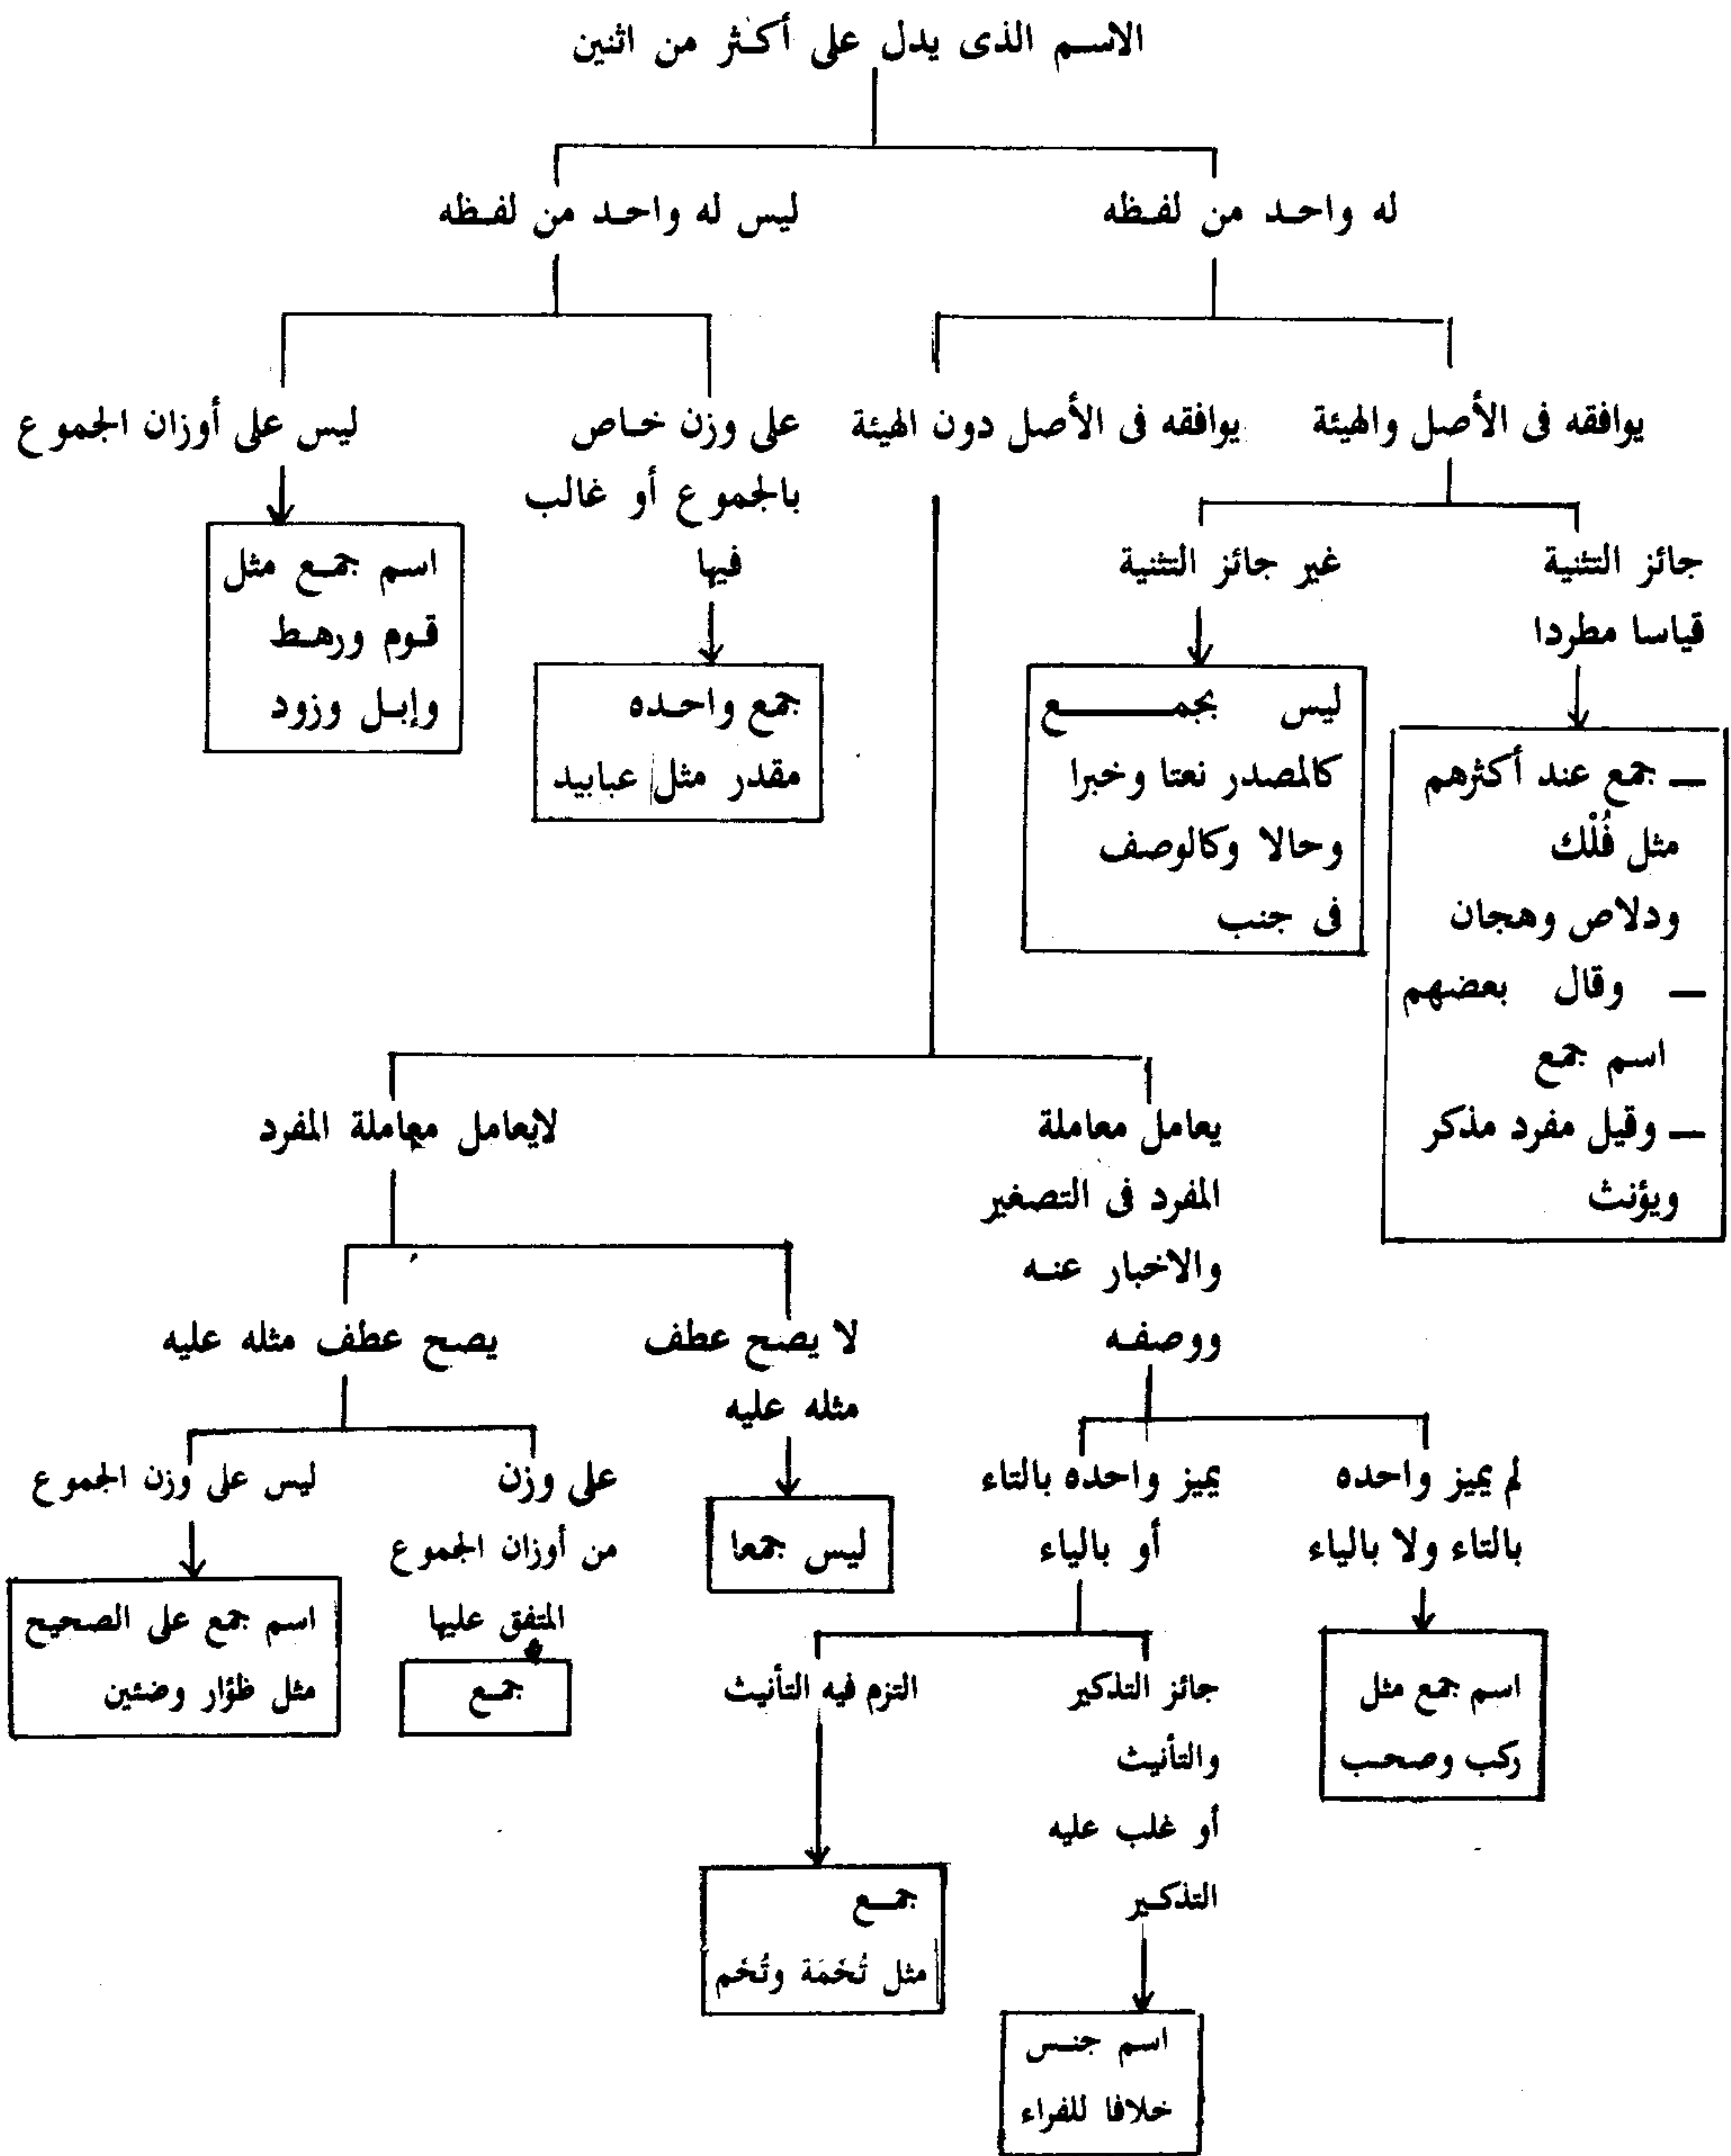 الاسم الذى يدل على أكثر من اثنين
له واحد من لفظه
ليس له واحد من لفظه
يوافقه فى الأصل والهيئة
يوافقه فى الأصل دون الهيئة
على وزن خاص
بالجموع أو غالب
فيها
ليس على أوزان الجموع
جائز التثنية
قياسا مطردا
غير جائز التثنية
جمع واحده
مقدر مثل عبابيد
اسم جمع مثل
قوم ورهط
وإبل وزود
— جمع عند أكثرهم
مثل فُلْك
ودلاص وهجان
— وقال بعضهم
اسم جمع
— وقيل مفرد مذكر
ويؤنث
ليس بجمع
كالمصدر نعتا وخبرا
وحالا وكالوصف
فى جنب
يعامل معاملة
المفرد فى التصغير
والاخبار عنه
ووصفه
لايعامل معاملة المفرد
لا يصح عطف
مثله عليه
يصح عطف مثله عليه
لم يميز واحده
بالتاء ولا بالياء
يميز واحده بالتاء
أو بالياء
ليس جمعا
على وزن
من أوزان الجموع
المتفق عليها
ليس على وزن الجموع
اسم جمع مثل
ركب وصحب
جائز التذكير
والتأنيث
أو غلب عليه
التذكير
التزم فيه التأنيث
جمع
اسم جمع على الصحيح
مثل ظؤار وضئين
جمع
مثل تُخَمَة وتُخَم
اسم جنس
خلافا للفراء